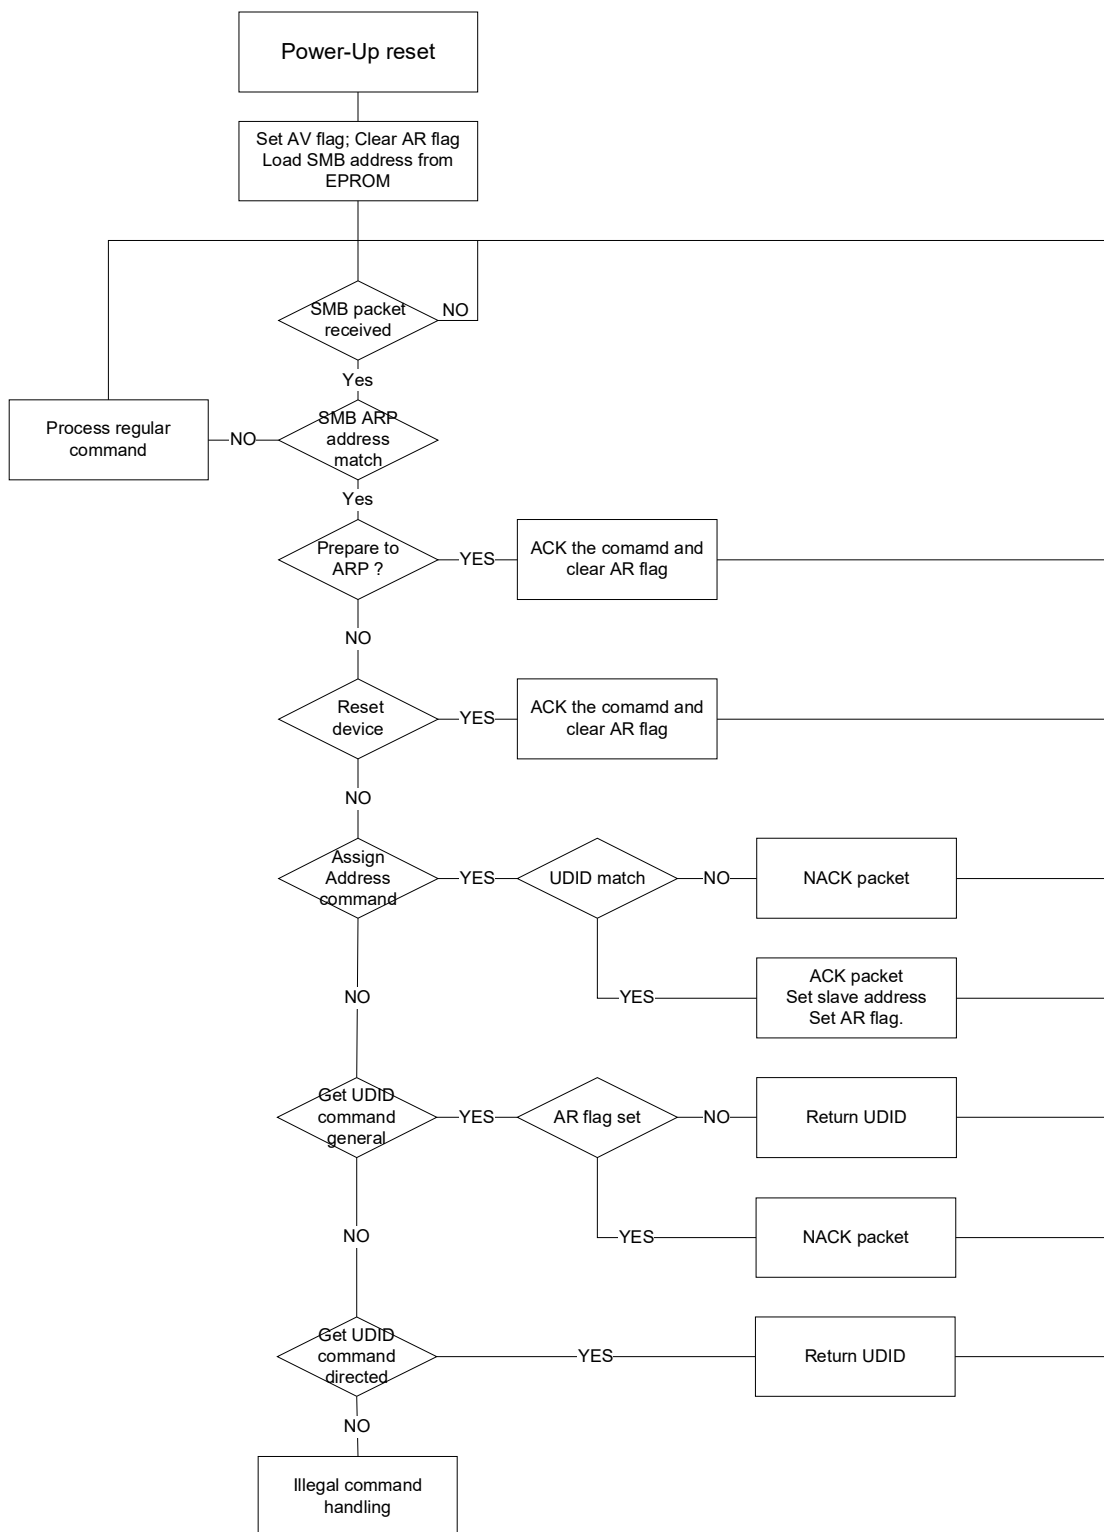 Power-Up reset
Set AV flag; Clear AR flag
Load SMB address from
EPROM
SMB packet
received
NO
Yes
Process regular
command
NO
SMB ARP
address
match
Yes
Prepare to
ARP ?
YES
ACK the comamd and
clear AR flag
NO
Reset
device
YES
ACK the comamd and
clear AR flag
NO
Assign
Address
command
YES
UDID match
NO
NACK packet
YES
ACK packet
Set slave address
Set AR flag.
NO
Get UDID
command
general
YES
AR flag set
NO
Return UDID
YES
NACK packet
NO
Get UDID
command
directed
YES
Return UDID
NO
Illegal command
handling